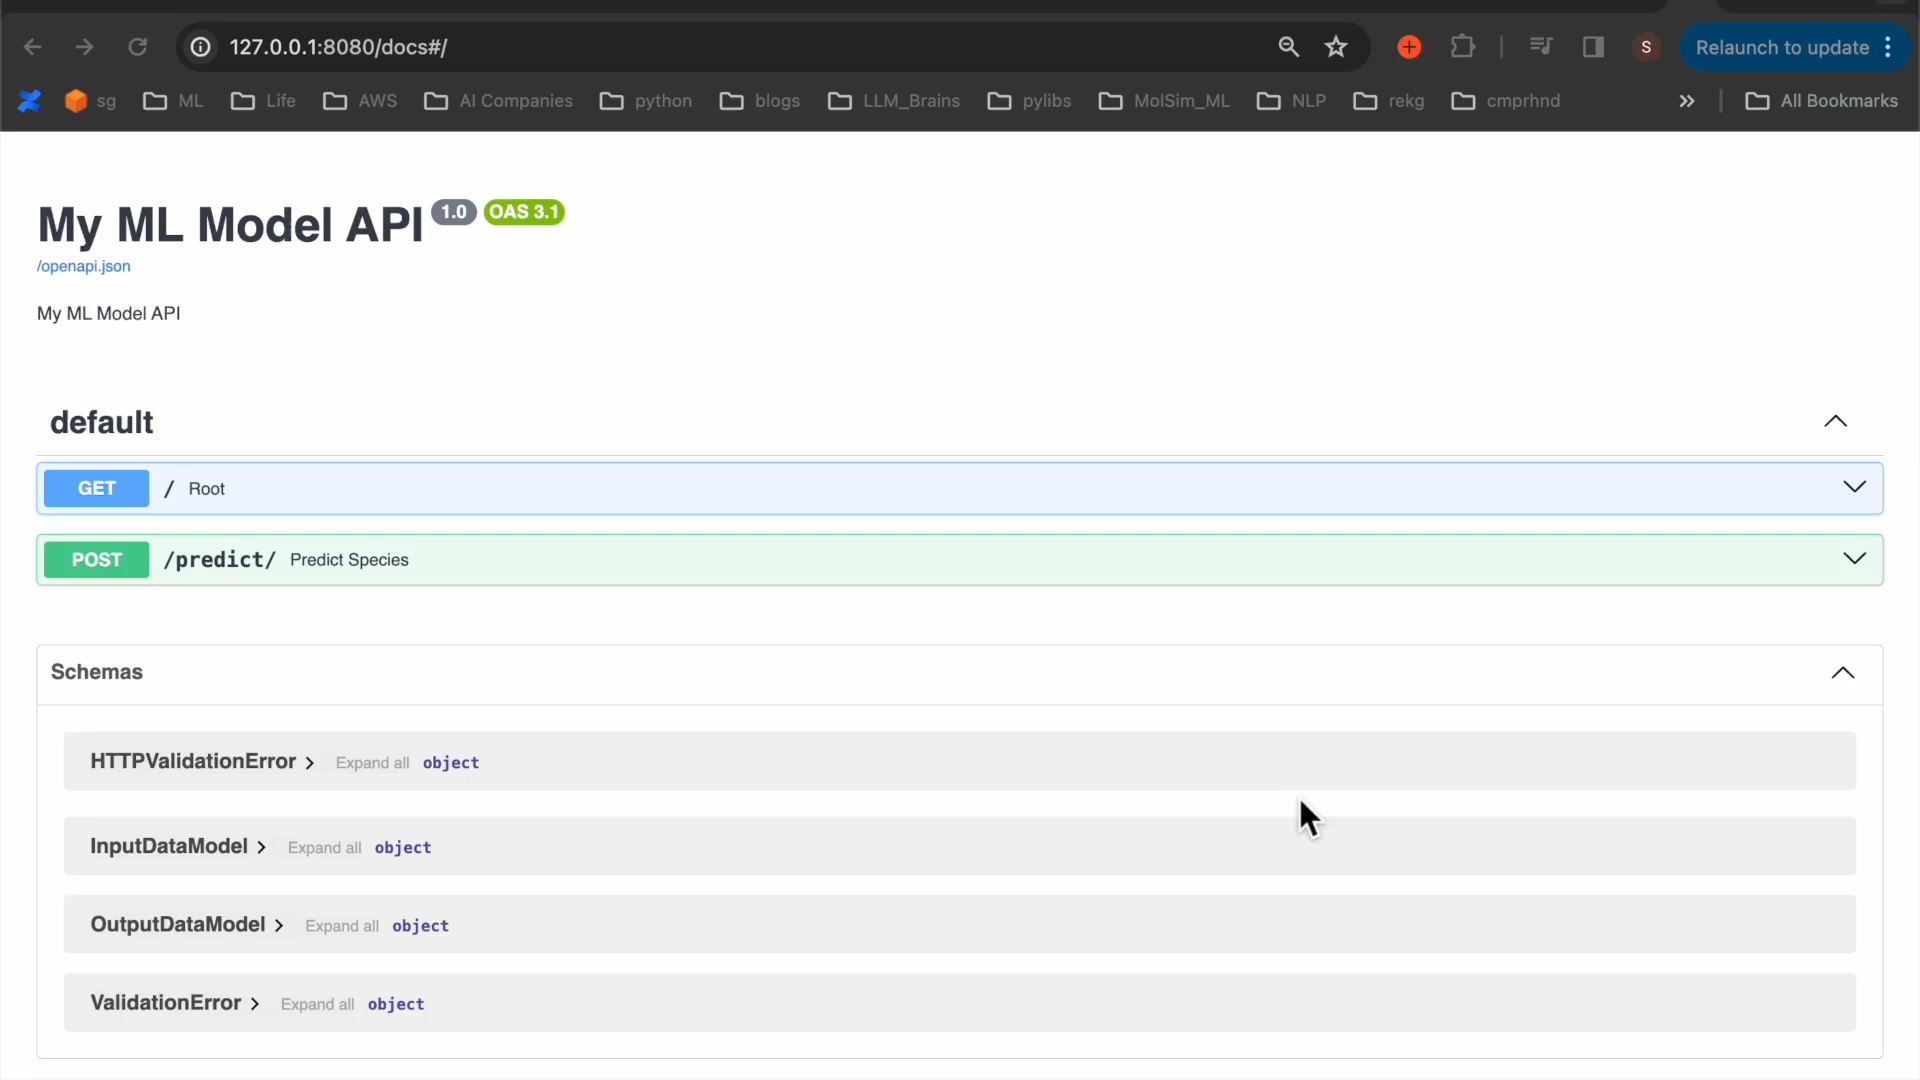 127.0.0.1:8080/docs#/
S
Relaunch to update
sg
ML
Life
AWS
AI Companies
python
blogs
LLM_Brains
pylibs
MolSim_ML
NLP
rekg
cmprhnd
All Bookmarks
My ML Model API 1.0 OAS 3.1
/openapi.json
My ML Model API
default
GET / Root
POST /predict/ Predict Species
Schemas
HTTPValidationError Expand all object
InputDataModel Expand all object
OutputDataModel Expand all object
ValidationError Expand all object